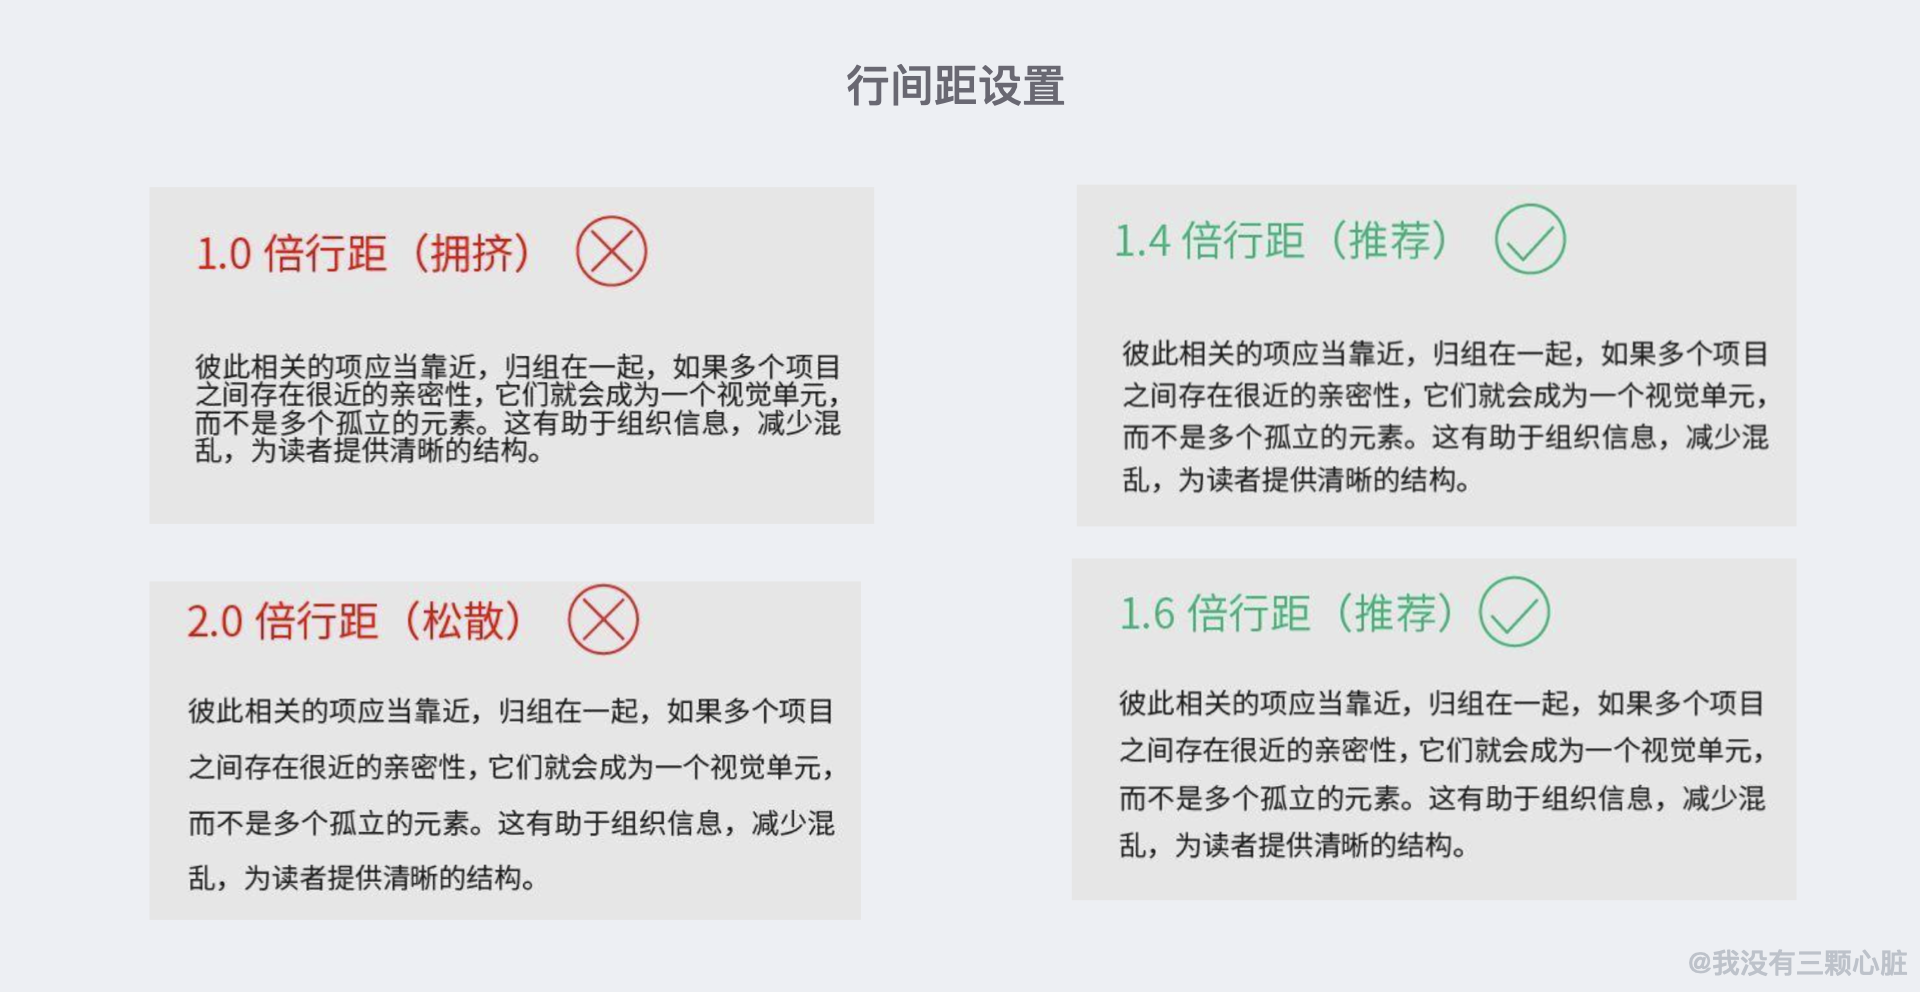 行间距设置
1.0 倍行距（拥挤）
彼此相关的项应当靠近，归组在一起，如果多个项目
之间存在很近的亲密性，它们就会成为一个视觉单元，
而不是多个孤立的元素。这有助于组织信息，减少混
乱，为读者提供清晰的结构。
1.4 倍行距（推荐）
彼此相关的项应当靠近，归组在一起，如果多个项目
之间存在很近的亲密性，它们就会成为一个视觉单元，
而不是多个孤立的元素。这有助于组织信息，减少混
乱，为读者提供清晰的结构。
2.0 倍行距（松散）
彼此相关的项应当靠近，归组在一起，如果多个项目
之间存在很近的亲密性，它们就会成为一个视觉单元，
而不是多个孤立的元素。这有助于组织信息，减少混
乱，为读者提供清晰的结构。
1.6 倍行距（推荐）
彼此相关的项应当靠近，归组在一起，如果多个项目
之间存在很近的亲密性，它们就会成为一个视觉单元，
而不是多个孤立的元素。这有助于组织信息，减少混
乱，为读者提供清晰的结构。
@我没有三颗心脏